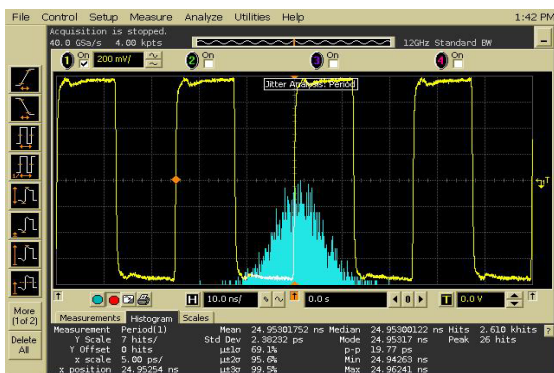 File Control Setup Measure Analyze Utilities Help 1:42 PM
Acquisition is stopped.
40.0 GSa/s 4.00 kpts 12GHz Standard BW
1 On 200 mV/ 2 On 3 On 4 On
Jitter Analysis: Period
T
More
(1of 2)
Delete
All
H 10.0 ns/ 0.0 s 0 T 0.0 V
Measurements Histogram Scales
Measurement Period(1) Mean 24.95301752 ns Median 24.95300122 ns Hits 2.610 khits ?
Y Scale 7 hits/ Std Dev 2.38232 ps Mode 24.95317 ns Peak 26 hits
Y Offset 0 hits µ±1σ 69.1% p-p 19.77 ps
x scale 5.00 ps/ µ±2σ 95.6% Min 24.94263 ns
x position 24.95254 ns µ±3σ 99.5% Max 24.96241 ns